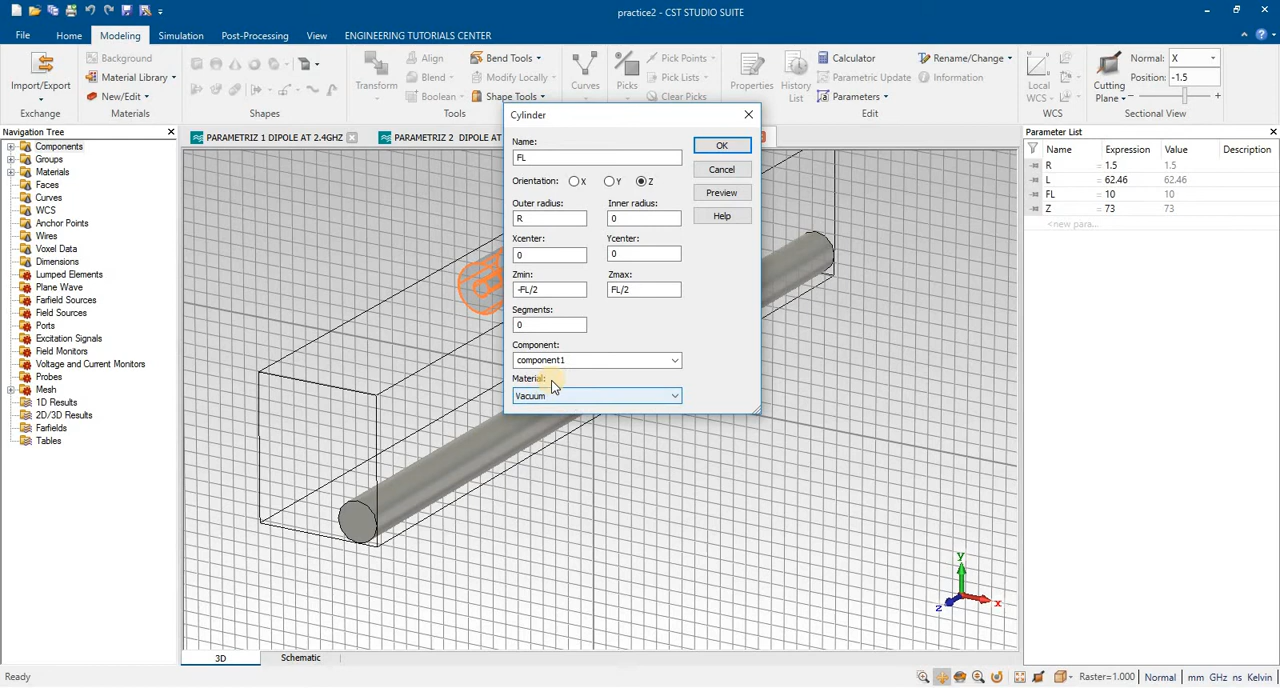 practice2 - CST STUDIO SUITE
File
Home
Modeling
Simulation
Post-Processing
View
ENGINEERING TUTORIALS CENTER
Import/Export
Exchange
Background
Material Library
New/Edit
Materials
Shapes
Transform
Align
Blend
Boolean
Bend Tools
Modify Locally
Shape Tools
Tools
Curves
Curves
Picks
Pick Points
Pick Lists
Clear Picks
Properties
History
List
Calculator
Parametric Update
Parameters
Rename/Change
Information
Edit
Local
WCS
WCS
Cutting
Plane
Normal: X
Position: -1.5
Sectional View
Navigation Tree
Components
Groups
Materials
Faces
Curves
WCS
Anchor Points
Wires
Voxel Data
Dimensions
Lumped Elements
Plane Wave
Farfield Sources
Field Sources
Ports
Excitation Signals
Field Monitors
Voltage and Current Monitors
Probes
Mesh
1D Results
2D/3D Results
Farfields
Tables
PARAMETRIZ 1 DIPOLE AT 2.4GHZ
PARAMETRIZ 2 DIPOLE AT
Cylinder
Name:
FL
Orientation: X Y Z
Outer radius: Inner radius:
R 0
Xcenter: Ycenter:
0 0
Zmin: Zmax:
-FL/2 FL/2
Segments:
0
Component:
component1
Material:
Vacuum
OK
Cancel
Preview
Help
Parameter List
Name Expression Value Description
R = 1.5 1.5
L = 62.46 62.46
FL = 10 10
Z = 73 73
<new para...
y
x
z
3D
Schematic
Ready
Raster=1.000 Normal mm GHz ns Kelvin